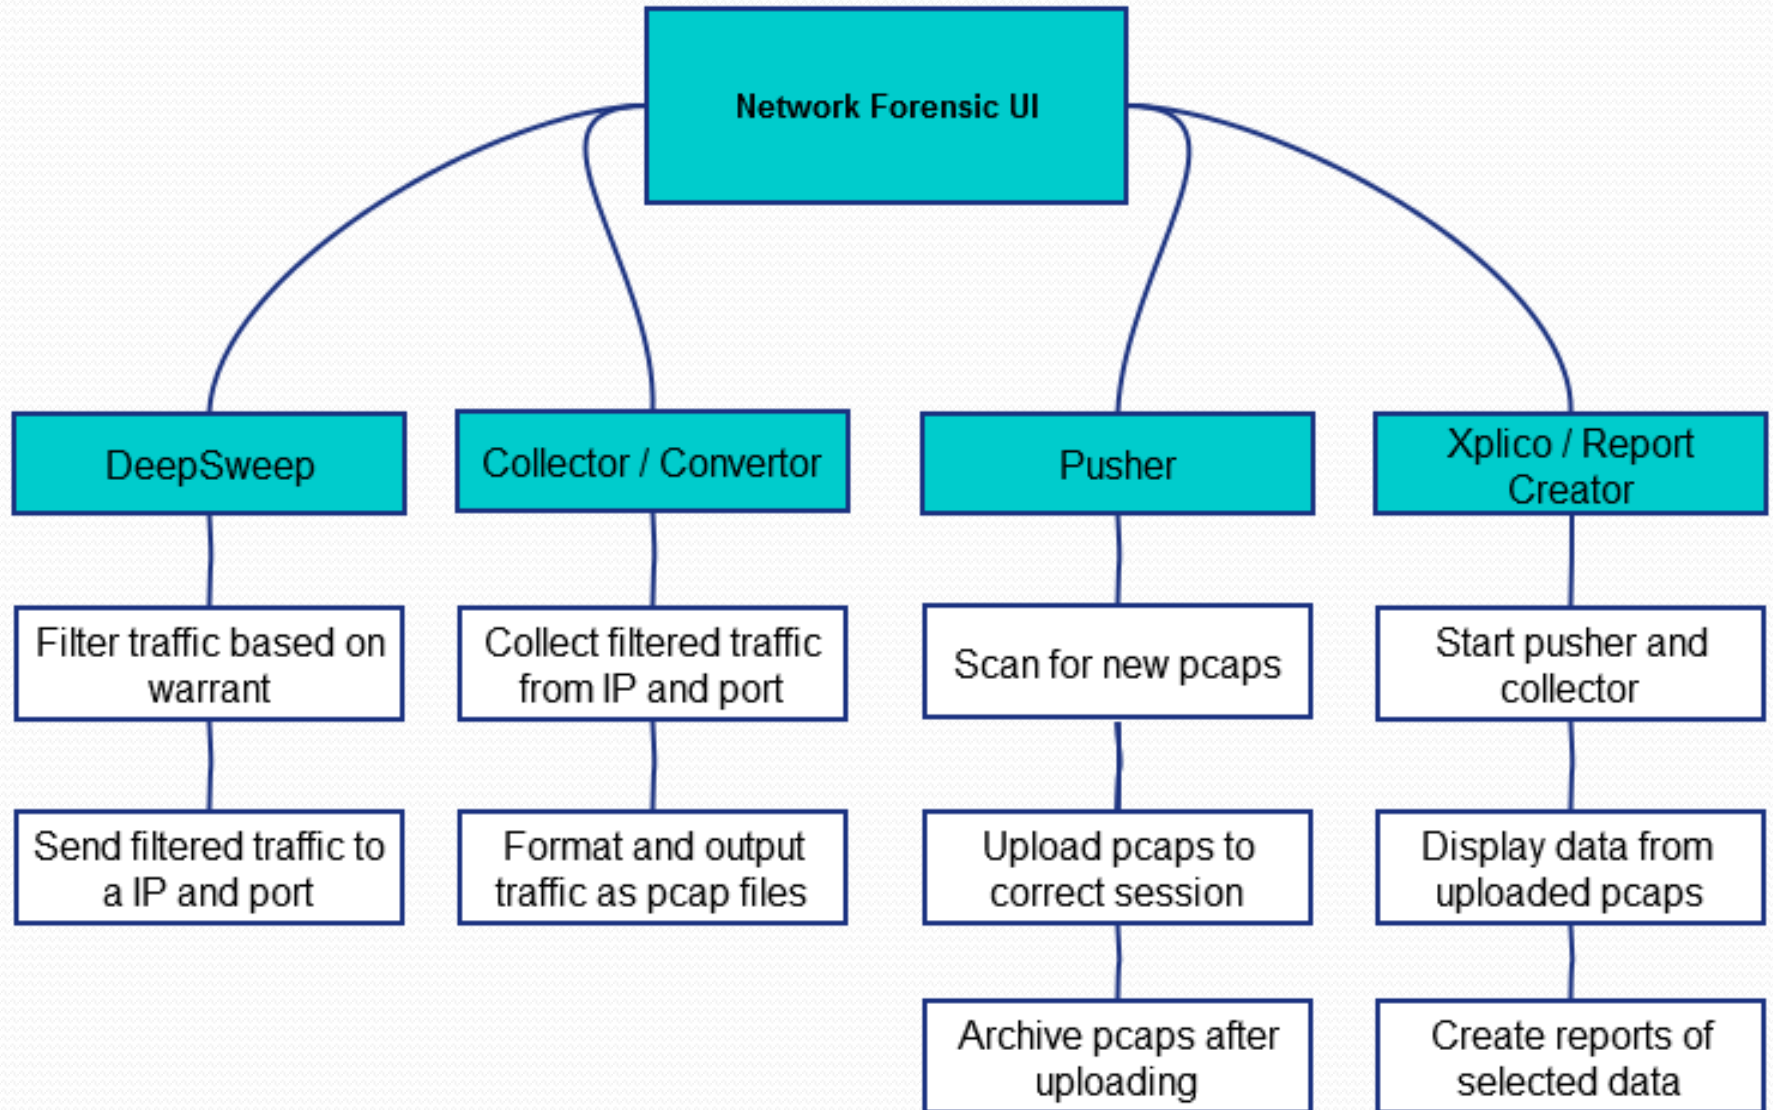 Network Forensic UI
DeepSweep
Collector / Convertor
Pusher
Xplico / Report
Creator
Filter traffic based on
warrant
Collect filtered traffic
from IP and port
Scan for new pcaps
Start pusher and
collector
Send filtered traffic to
a IP and port
Format and output
traffic as pcap files
Upload pcaps to
correct session
Display data from
uploaded pcaps
Archive pcaps after
uploading
Create reports of
selected data